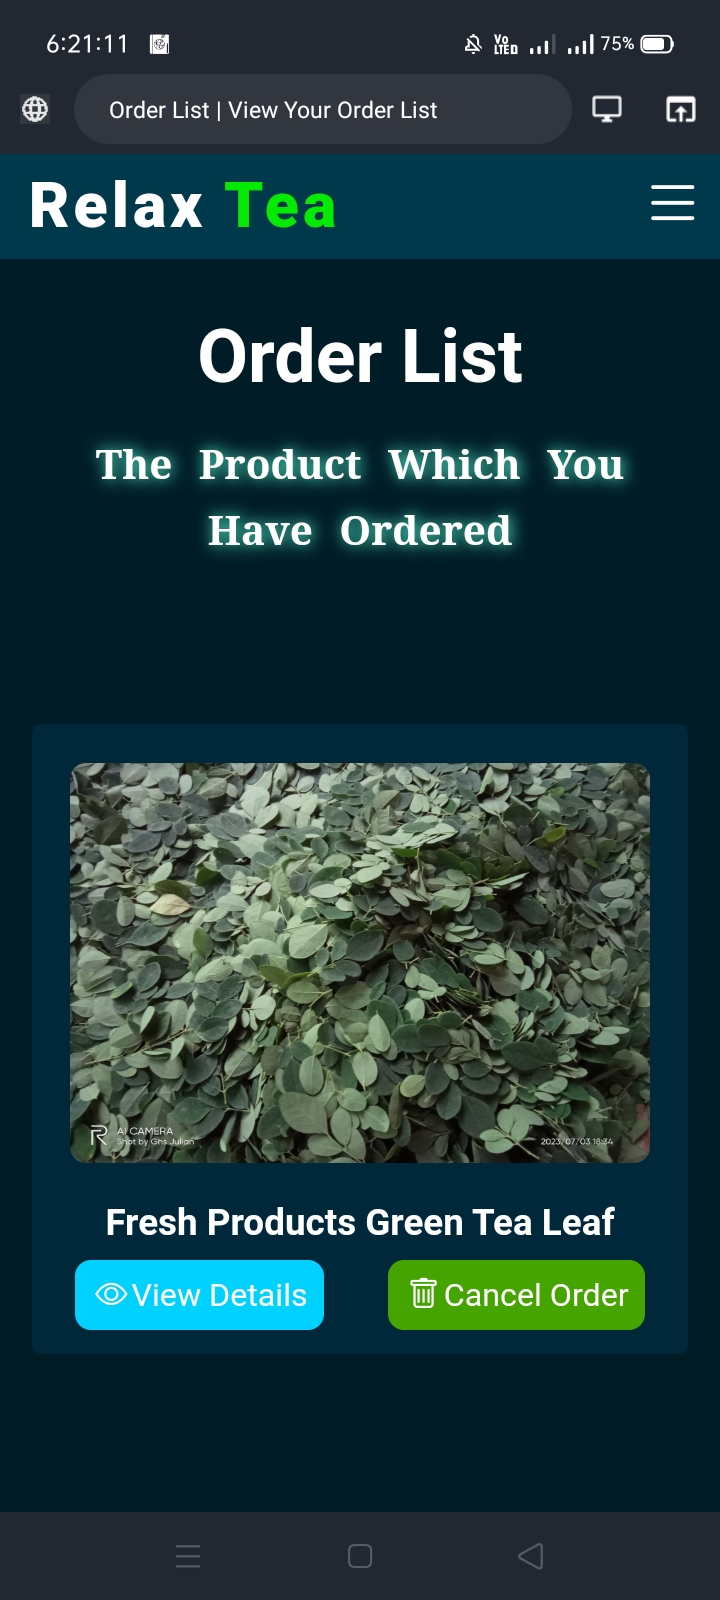 6:21:11 Vo LTED 75%
Order List | View Your Order List
Relax Tea
Order List
The Product Which You
Have Ordered
AI CAMERA
Shot by Ghs Julian
2023/07/03 18:34
Fresh Products Green Tea Leaf
View Details Cancel Order